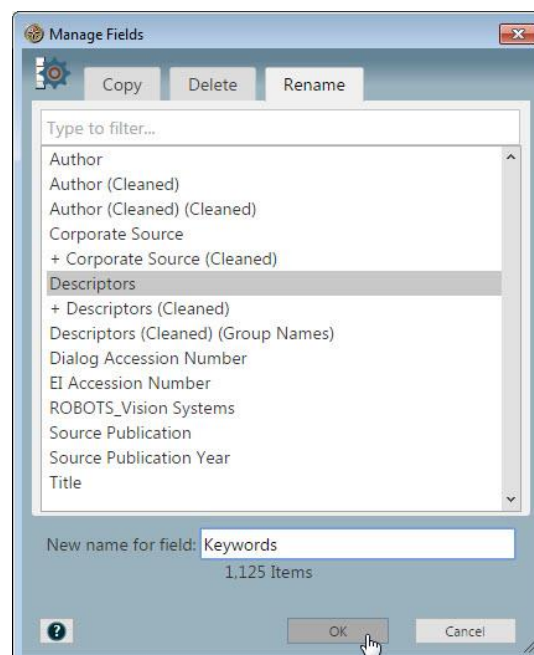 Manage Fields
Copy Delete Rename
Type to filter...
Author
Author (Cleaned)
Author (Cleaned) (Cleaned)
Corporate Source
+ Corporate Source (Cleaned)
Descriptors
+ Descriptors (Cleaned)
Descriptors (Cleaned) (Group Names)
Dialog Accession Number
EI Accession Number
ROBOTS_Vision Systems
Source Publication
Source Publication Year
Title
New name for field: Keywords
1,125 Items
? OK Cancel